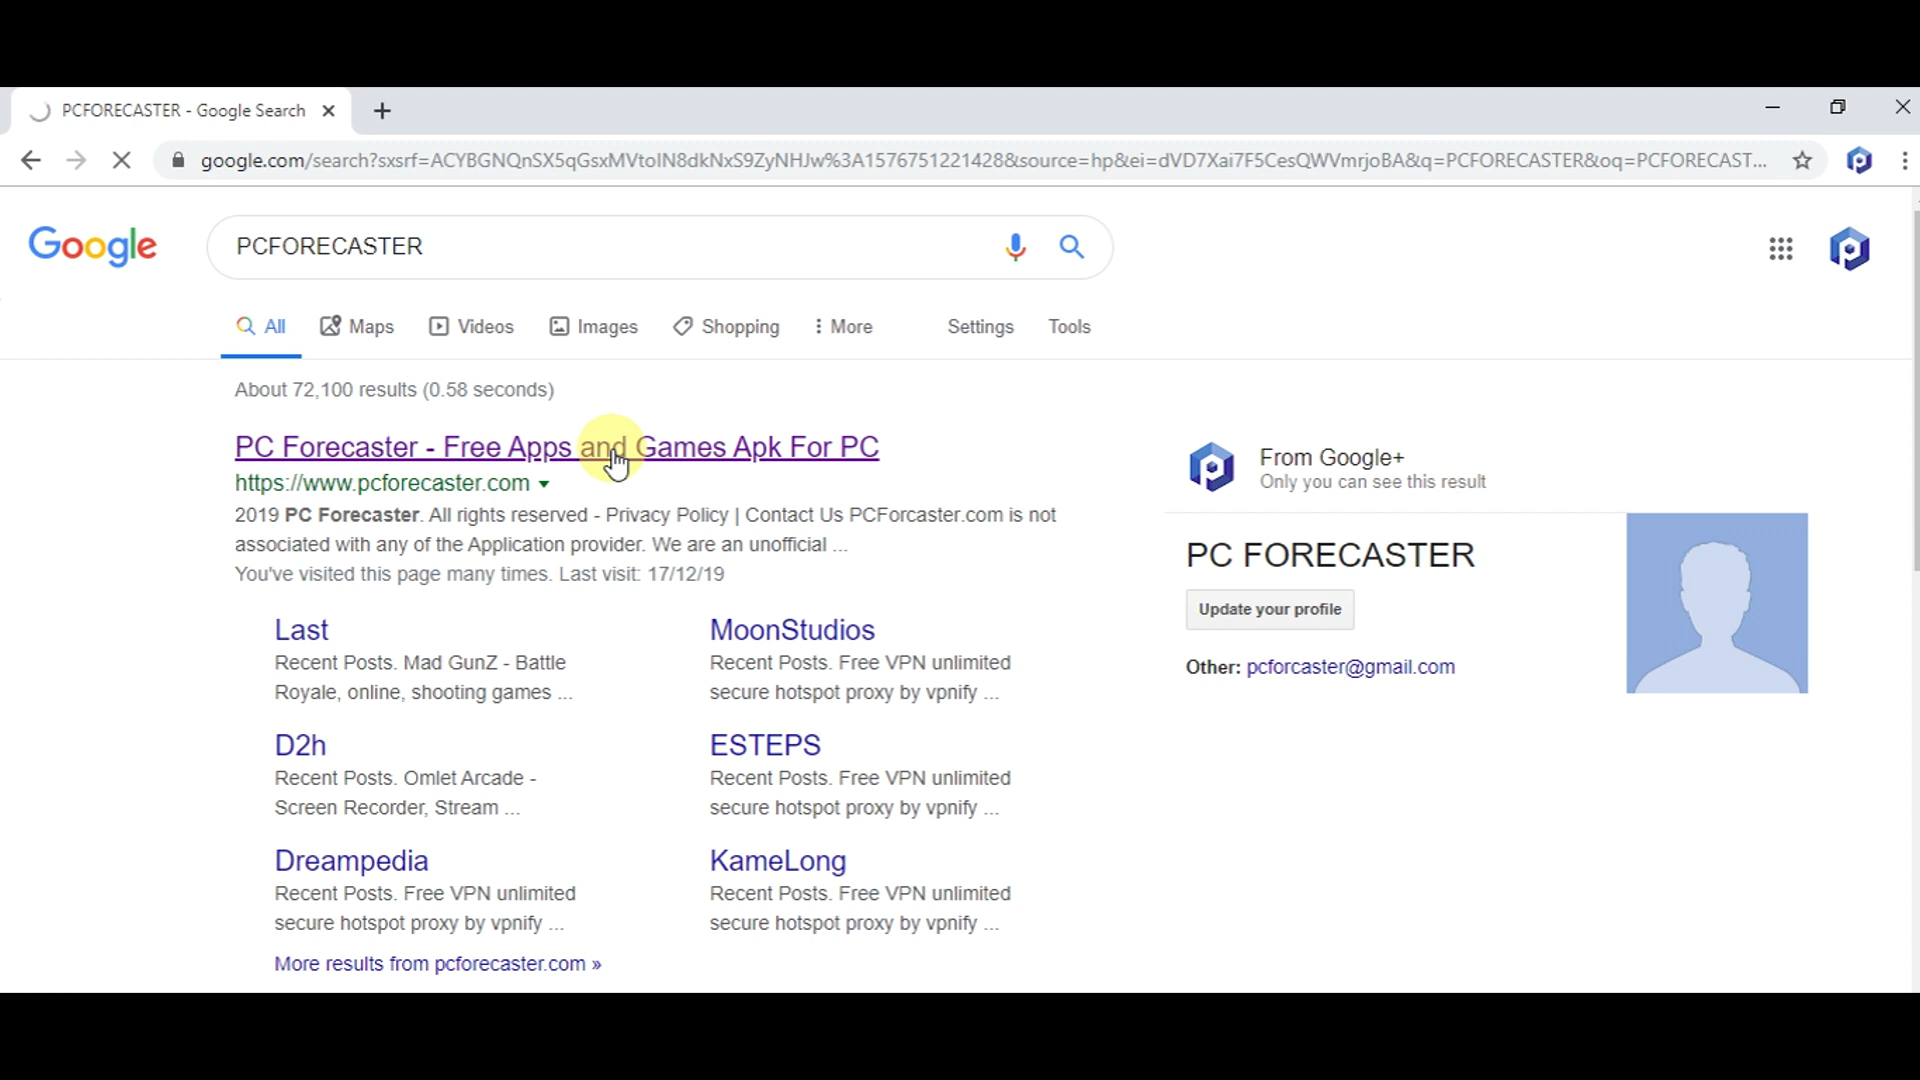 PCFORECASTER - Google Search
google.com/search?sxsrf=ACYBGNQnSX5qGsxMVtoIN8dkNxS9ZyNHJw%3A1576751221428&source=hp&ei=dVD7Xai7F5CesQWVmrjoBA&q=PCFORECASTER&oq=PCFORECAST...
Google
PCFORECASTER
All Maps Videos Images Shopping More Settings Tools
About 72,100 results (0.58 seconds)
PC Forecaster - Free Apps and Games Apk For PC
https://www.pcforecaster.com
2019 PC Forecaster. All rights reserved - Privacy Policy | Contact Us PCForcaster.com is not
associated with any of the Application provider. We are an unofficial ...
You've visited this page many times. Last visit: 17/12/19
Last
Recent Posts. Mad GunZ - Battle
Royale, online, shooting games ...
MoonStudios
Recent Posts. Free VPN unlimited
secure hotspot proxy by vpnify ...
D2h
Recent Posts. Omlet Arcade -
Screen Recorder, Stream ...
ESTEPS
Recent Posts. Free VPN unlimited
secure hotspot proxy by vpnify ...
Dreampedia
Recent Posts. Free VPN unlimited
secure hotspot proxy by vpnify ...
KameLong
Recent Posts. Free VPN unlimited
secure hotspot proxy by vpnify ...
More results from pcforecaster.com »
From Google+
Only you can see this result
PC FORECASTER
Update your profile
Other: pcforcaster@gmail.com